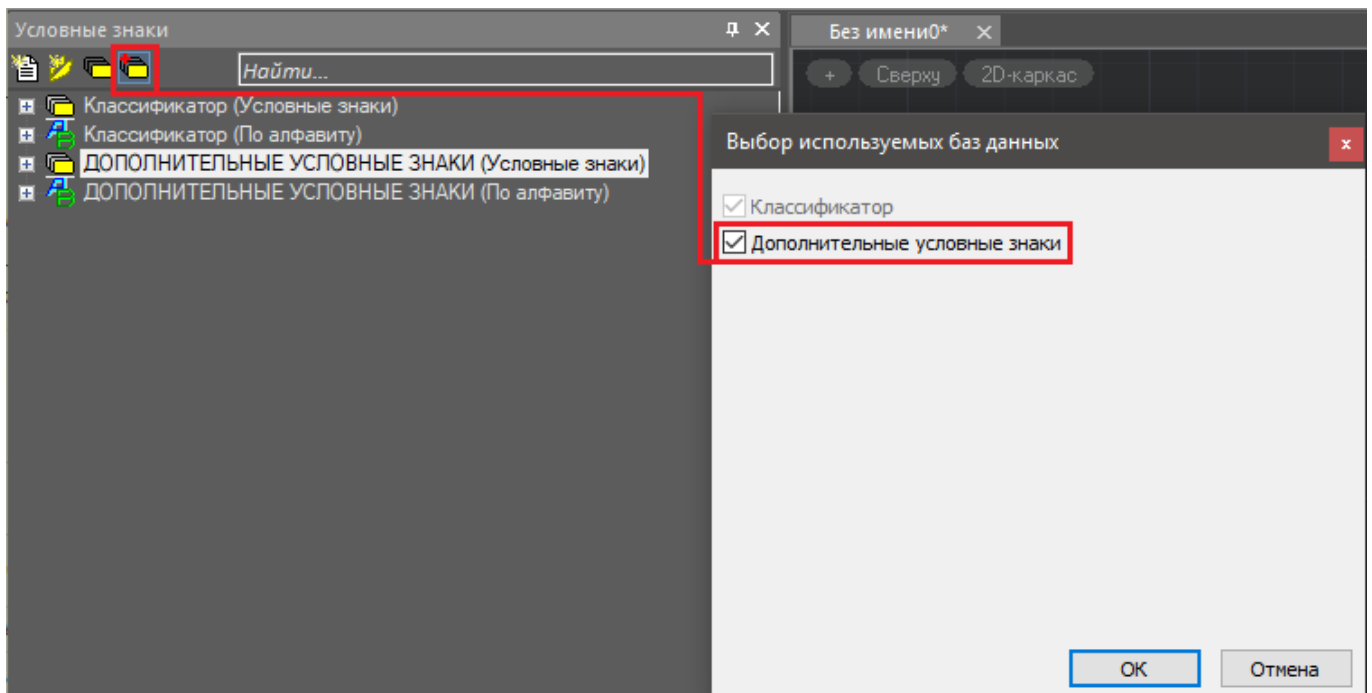 Условные знаки
Без имени0*
Найти...
+ Сверху 2D-каркас
Классификатор (Условные знаки)
Классификатор (По алфавиту)
ДОПОЛНИТЕЛЬНЫЕ УСЛОВНЫЕ ЗНАКИ (Условные знаки)
ДОПОЛНИТЕЛЬНЫЕ УСЛОВНЫЕ ЗНАКИ (По алфавиту)
Выбор используемых баз данных
Классификатор
Дополнительные условные знаки
ОК
Отмена